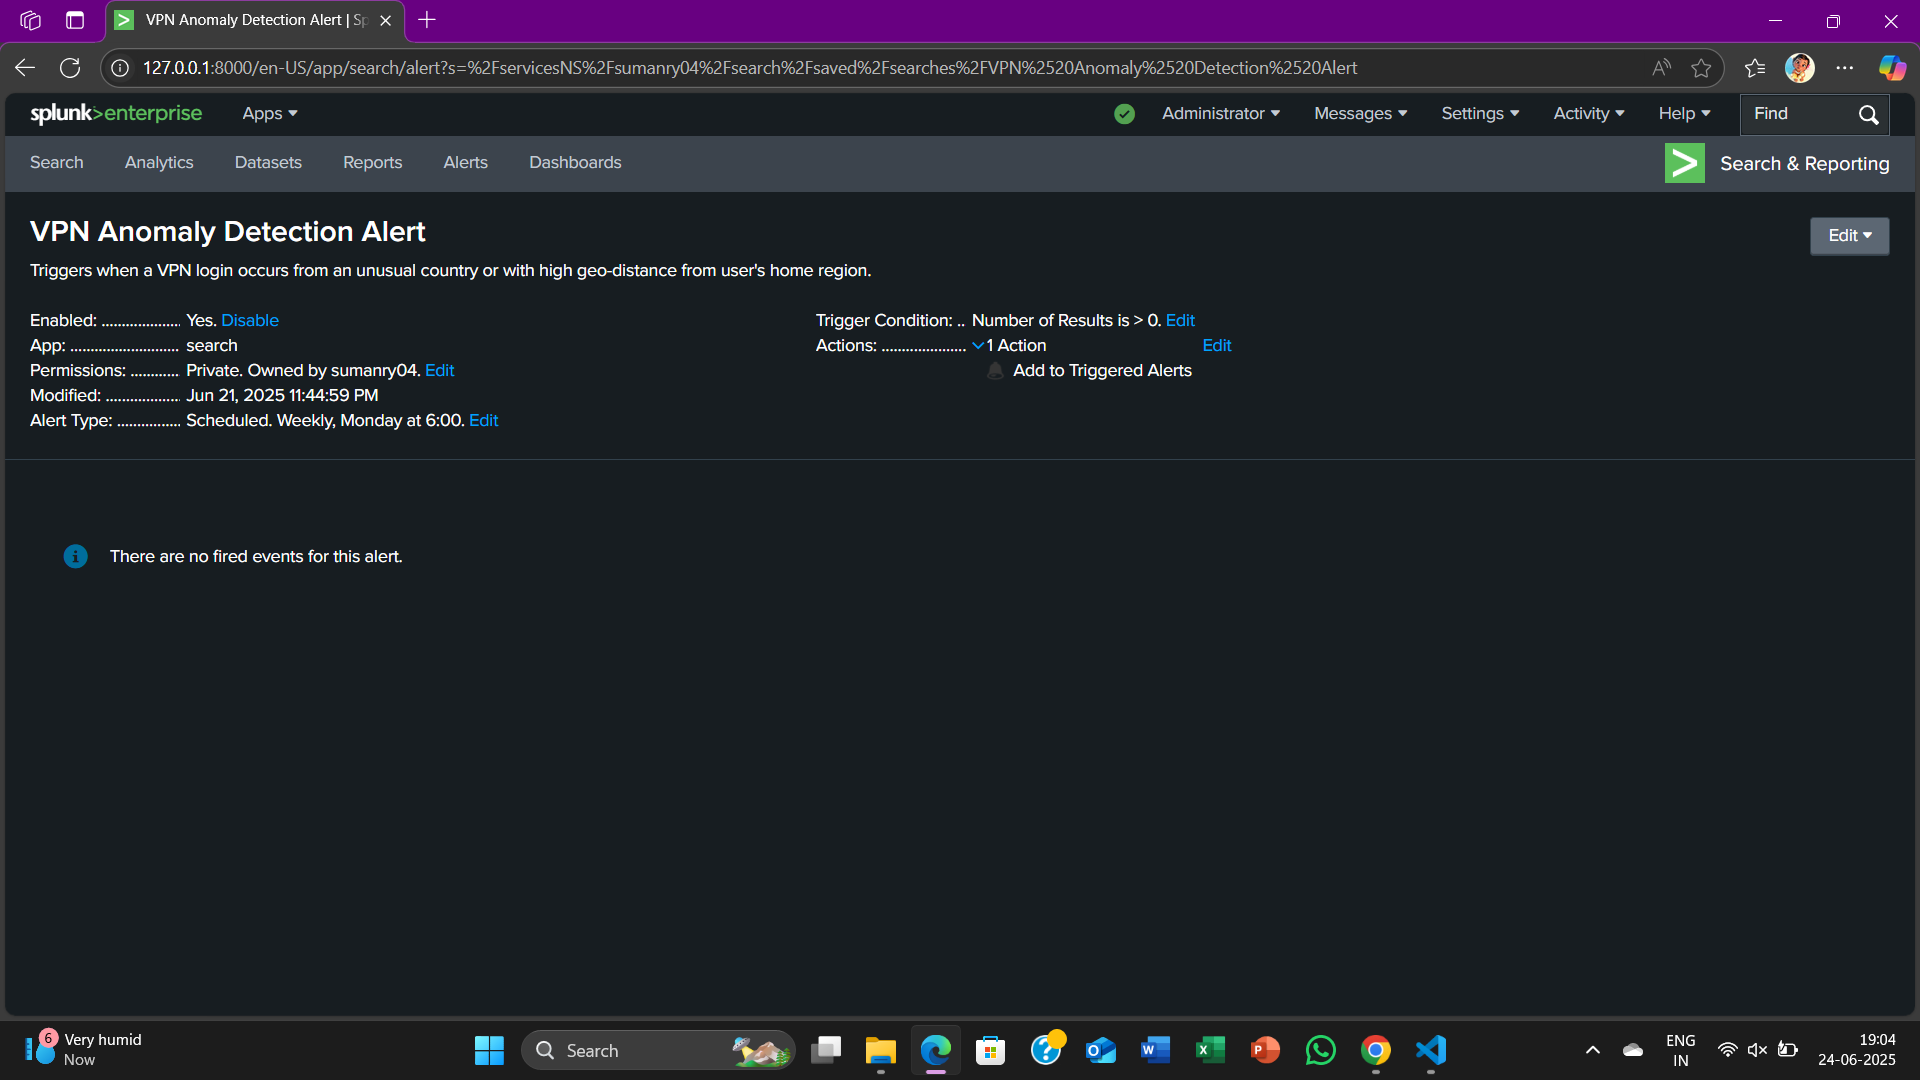 VPN Anomaly Detection Alert | Sp
127.0.0.1:8000/en-US/app/search/alert?s=%2FservicesNS%2Fsumanry04%2Fsearch%2Fsaved%2Fsearches%2FVPN%2520Anomaly%2520Detection%2520Alert
splunk>enterprise Apps Administrator Messages Settings Activity Help Find
Search Analytics Datasets Reports Alerts Dashboards Search & Reporting
VPN Anomaly Detection Alert
Edit
Triggers when a VPN login occurs from an unusual country or with high geo-distance from user's home region.
Enabled: ................... Yes. Disable
App: ........................... search
Permissions: ............ Private. Owned by sumanry04. Edit
Modified: .................. Jun 21, 2025 11:44:59 PM
Alert Type: ................ Scheduled. Weekly, Monday at 6:00. Edit
Trigger Condition: .. Number of Results is > 0. Edit
Actions: ..................... 1 Action Edit
Add to Triggered Alerts
There are no fired events for this alert.
6 Very humid
Now
Search
ENG
IN
19:04
24-06-2025